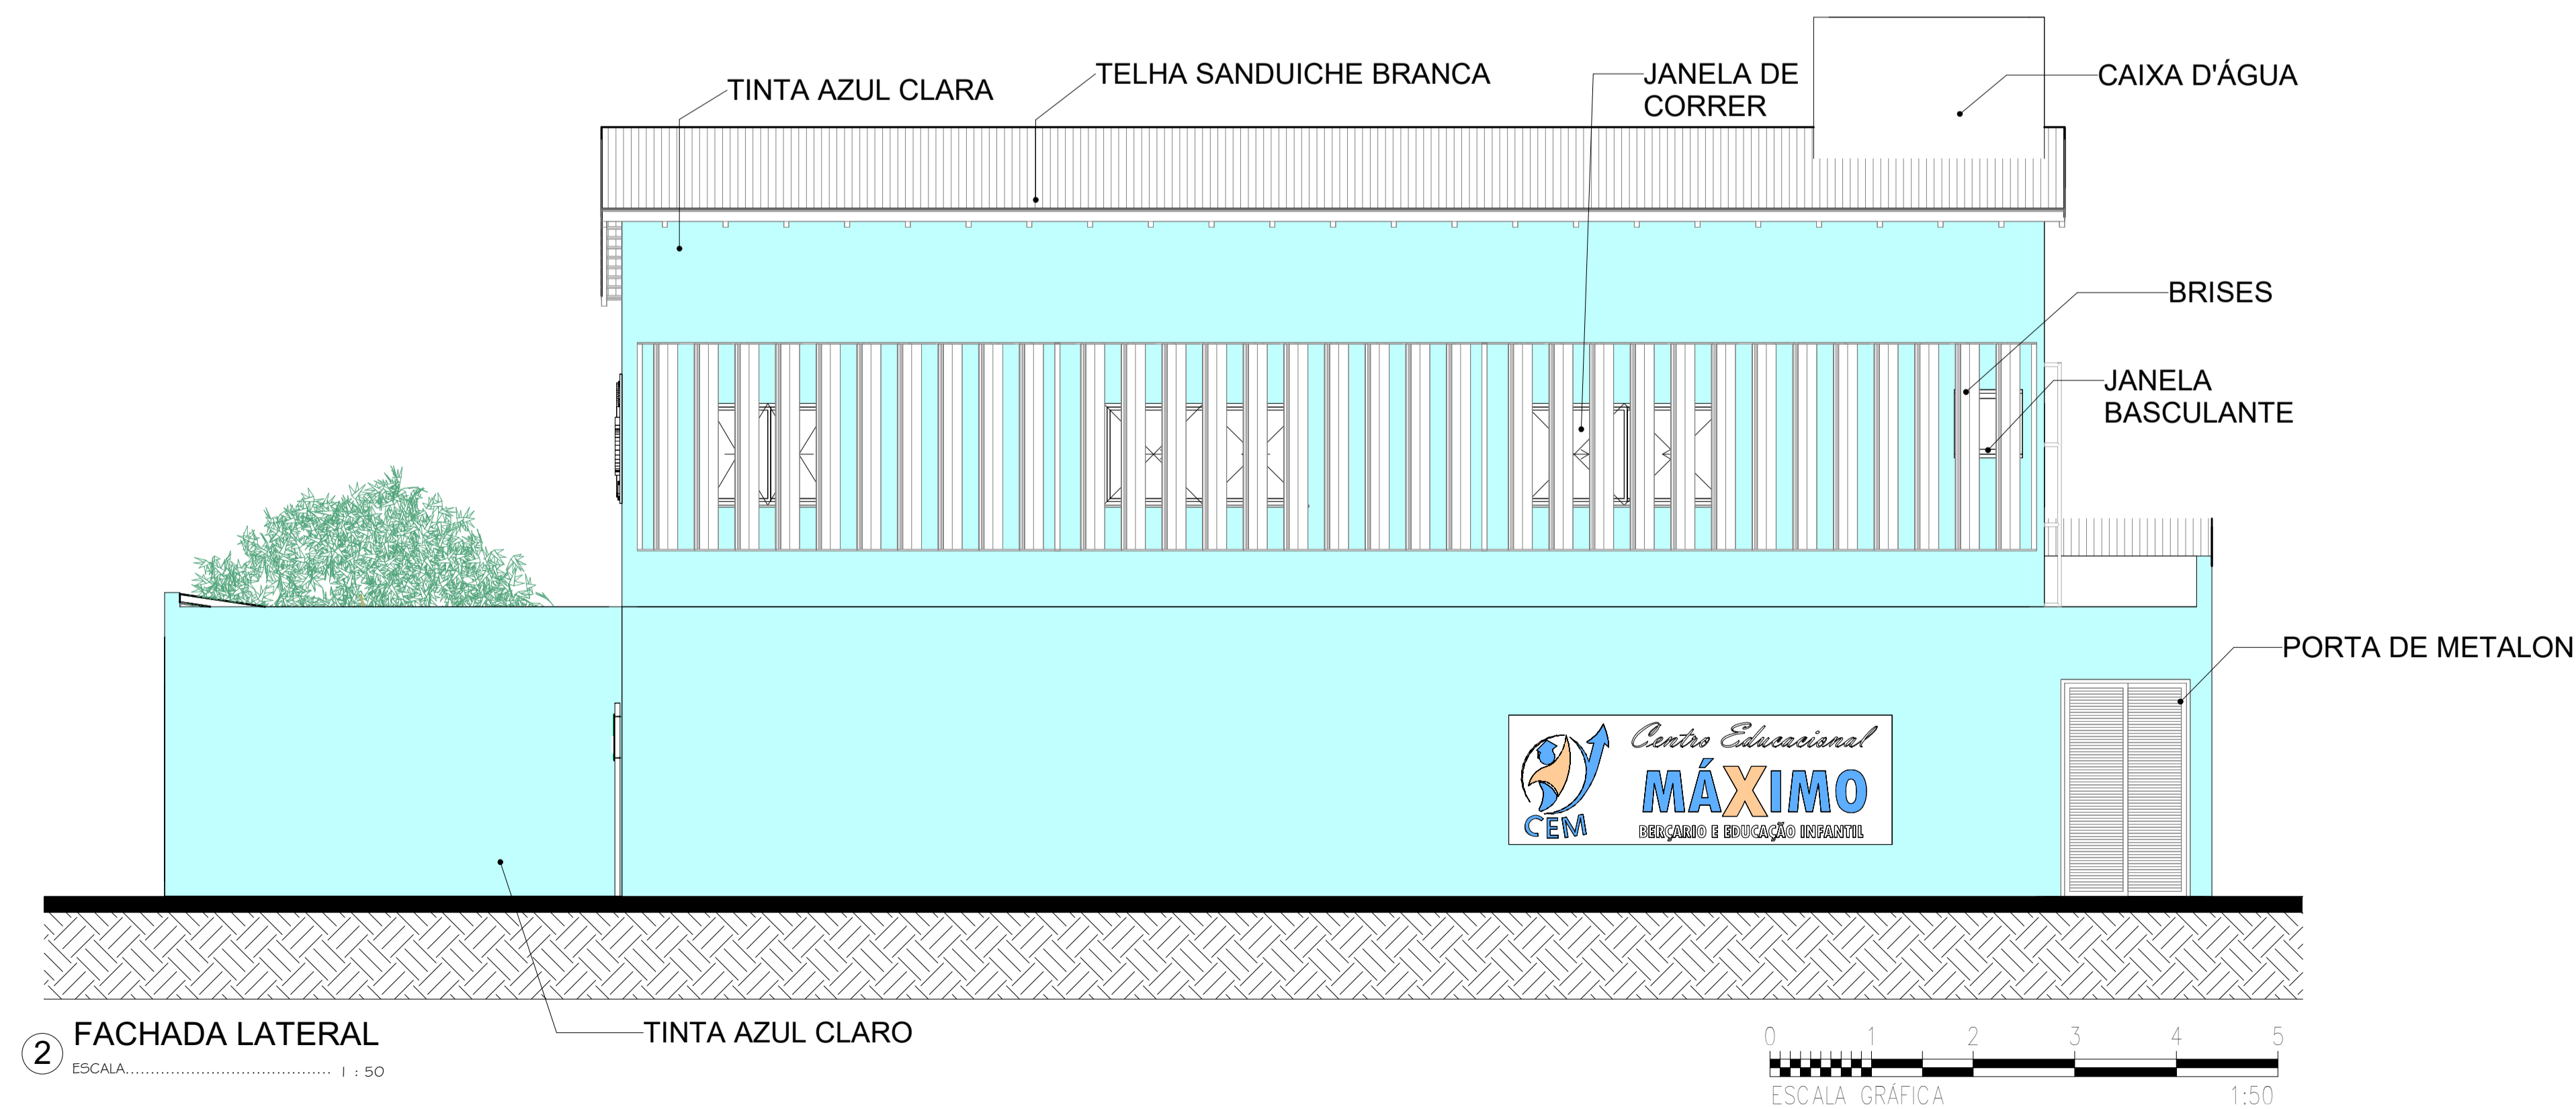 TINTA AZUL CLARA
TELHA SANDUICHE BRANCA
JANELA DE
CORRER
CAIXA D'ÁGUA
BRISES
JANELA
BASCULANTE
PORTA DE METALON
Centro Educacional
MÁXIMO
BERÇARIO E EDUCAÇÃO INFANTIL
CEM
2 FACHADA LATERAL
ESCALA........................................ 1 : 50
TINTA AZUL CLARO
0 1 2 3 4 5
ESCALA GRÁFICA 1:50